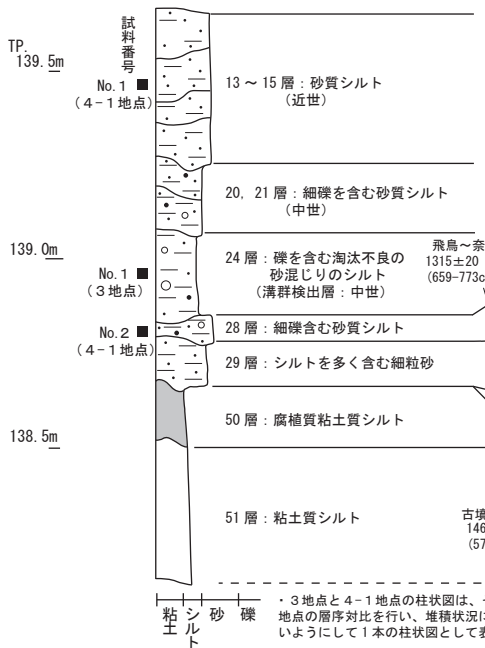 TP.
139.5m
試料番号
No.1 ■
（4-1地点）
13～15層：砂質シルト
（近世）
20, 21層：細礫を含む砂質シルト
（中世）
139.0m
No.1 ■
（3地点）
24層：礫を含む淘汰不良の
砂混じりのシルト
（溝群検出層：中世）
飛鳥～奈
1315±20
(659-773c
No.2 ■
（4-1地点）
28層：細礫含む砂質シルト
29層：シルトを多く含む細粒砂
138.5m
50層：腐植質粘土質シルト
51層：粘土質シルト
古墳
146
(57
粘土
シルト
砂
礫
・3地点と4-1地点の柱状図は、
地点の層序対比を行い、堆積状況に
いようにして1本の柱状図として表